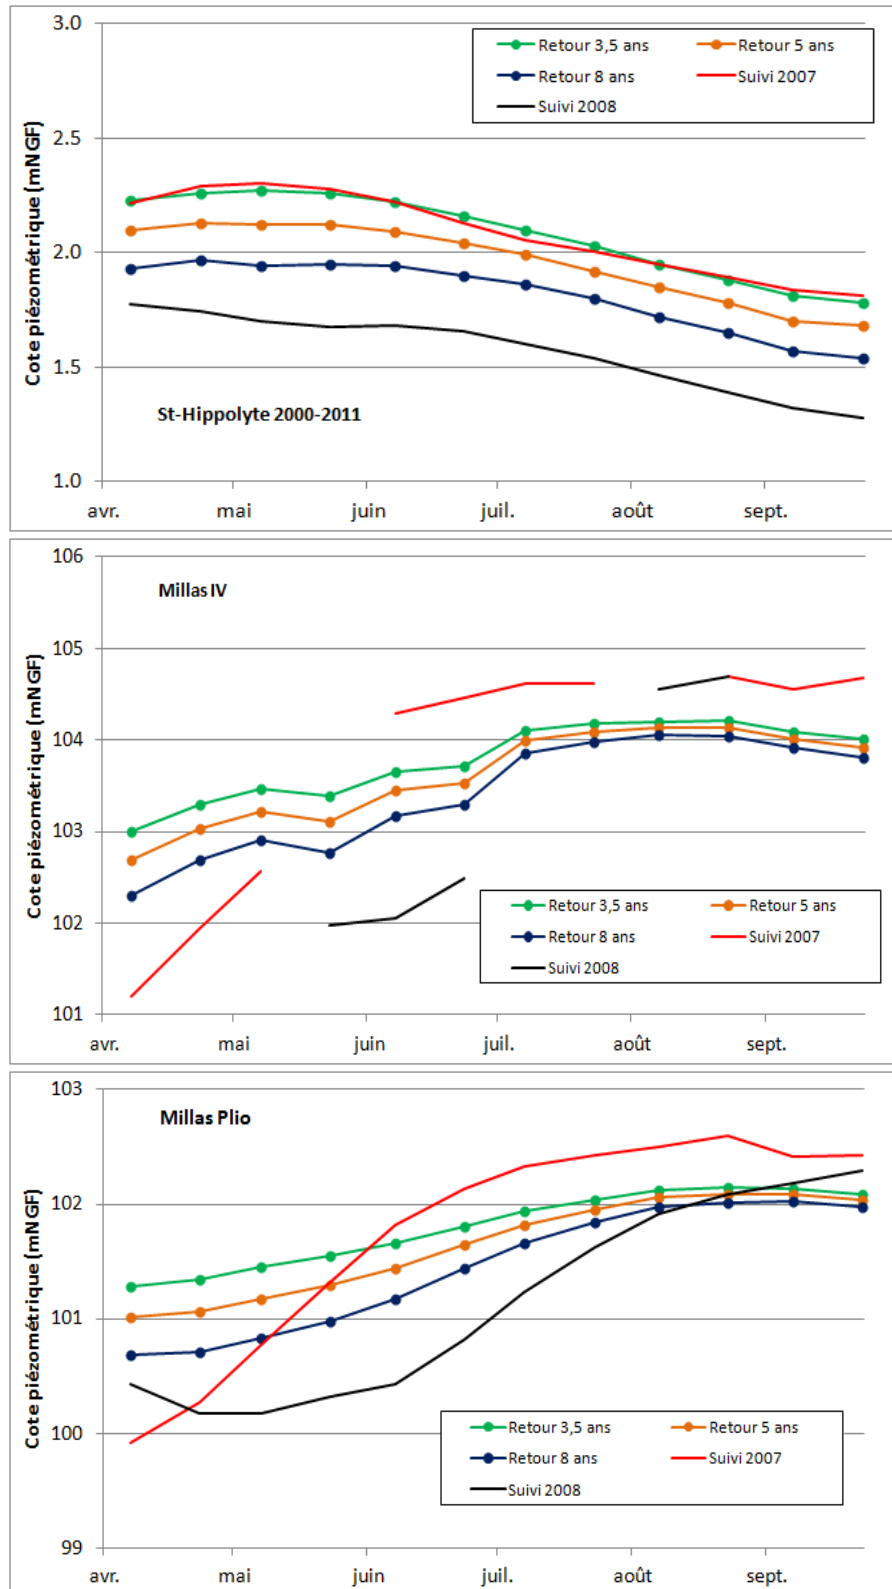 3.0
2.5
2.0
1.5
1.0
Cote piézométrique (mNGF)
Retour 3,5 ans
Retour 5 ans
Retour 8 ans
Suivi 2007
Suivi 2008
St-Hippolyte 2000-2011
avr. mai juin juil. août sept.
106
105
104
103
102
101
Cote piézométrique (mNGF)
Millas IV
Retour 3,5 ans
Retour 5 ans
Retour 8 ans
Suivi 2007
Suivi 2008
avr. mai juin juil. août sept.
103
102
101
100
99
Cote piézométrique (mNGF)
Millas Plio
Retour 3,5 ans
Retour 5 ans
Retour 8 ans
Suivi 2007
Suivi 2008
avr. mai juin juil. août sept.